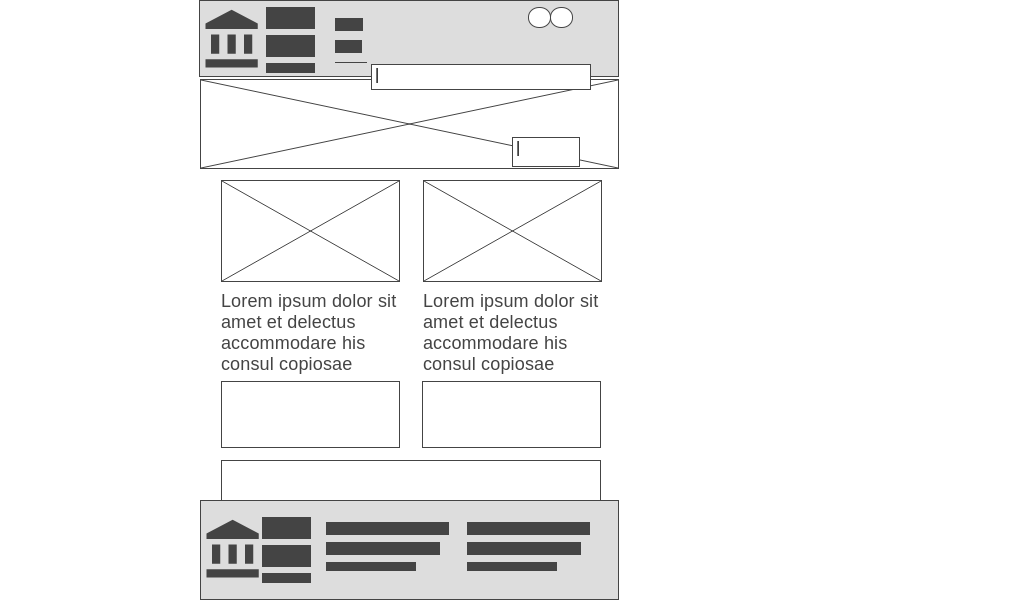 Lorem ipsum dolor sit
amet et delectus
accommodare his
consul copiosae
Lorem ipsum dolor sit
amet et delectus
accommodare his
consul copiosae